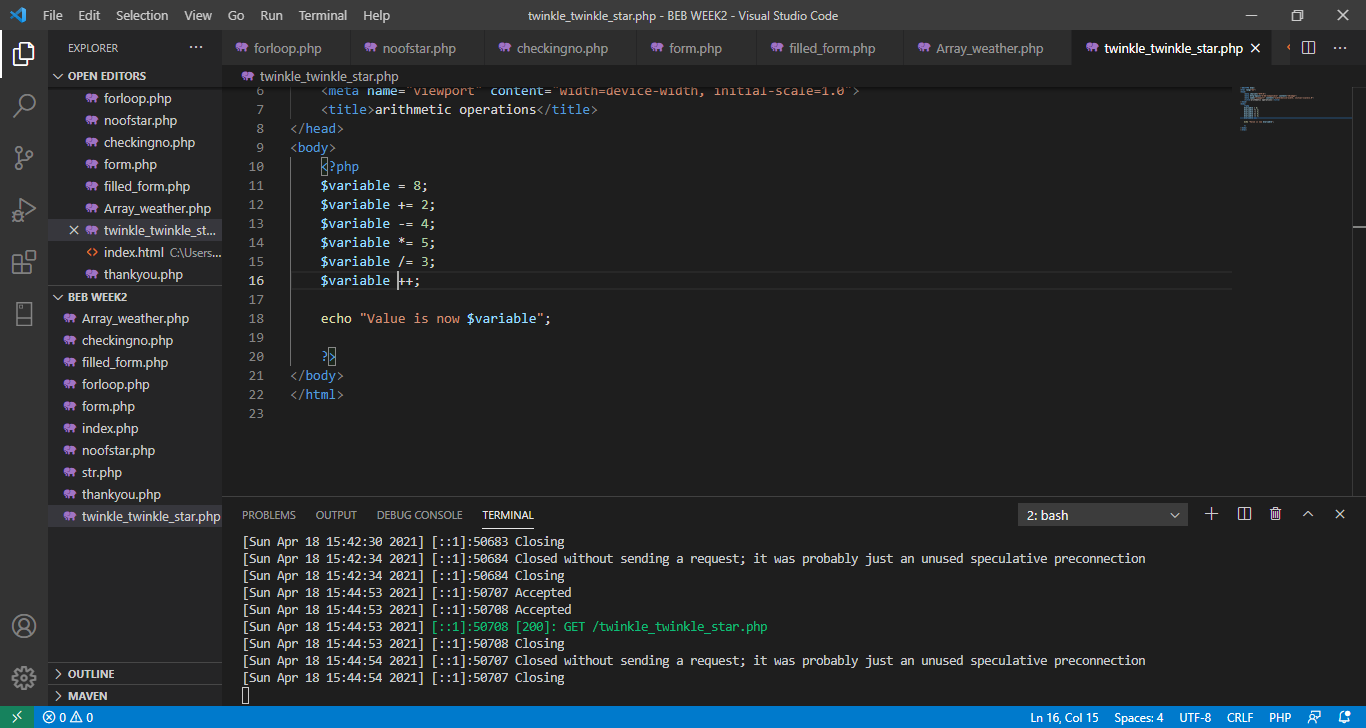 File Edit Selection View Go Run Terminal Help
twinkle_twinkle_star.php - BEB WEEK2 - Visual Studio Code
EXPLORER
OPEN EDITORS
forloop.php
noofstar.php
checkingno.php
form.php
filled_form.php
Array_weather.php
twinkle_twinkle_st...
index.html C:\Users...
thankyou.php
BEB WEEK2
Array_weather.php
checkingno.php
filled_form.php
forloop.php
form.php
index.php
noofstar.php
str.php
thankyou.php
twinkle_twinkle_star.php
OUTLINE
MAVEN
forloop.php noofstar.php checkingno.php form.php filled_form.php Array_weather.php twinkle_twinkle_star.php
twinkle_twinkle_star.php
6 <meta name="viewport" content="width=device-width, initial-scale=1.0">
7 <title>arithmetic operations</title>
8 </head>
9 <body>
10 <?php
11 $variable = 8;
12 $variable += 2;
13 $variable -= 4;
14 $variable *= 5;
15 $variable /= 3;
16 $variable ++;
17
18 echo "Value is now $variable";
19
20 ?>
21 </body>
22 </html>
23
PROBLEMS OUTPUT DEBUG CONSOLE TERMINAL
2: bash
[Sun Apr 18 15:42:30 2021] [::1]:50683 Closing
[Sun Apr 18 15:42:34 2021] [::1]:50684 Closed without sending a request; it was probably just an unused speculative preconnection
[Sun Apr 18 15:42:34 2021] [::1]:50684 Closing
[Sun Apr 18 15:44:53 2021] [::1]:50707 Accepted
[Sun Apr 18 15:44:53 2021] [::1]:50708 Accepted
[Sun Apr 18 15:44:53 2021] [::1]:50708 [200]: GET /twinkle_twinkle_star.php
[Sun Apr 18 15:44:53 2021] [::1]:50708 Closing
[Sun Apr 18 15:44:54 2021] [::1]:50707 Closed without sending a request; it was probably just an unused speculative preconnection
[Sun Apr 18 15:44:54 2021] [::1]:50707 Closing
0 0
Ln 16, Col 15 Spaces: 4 UTF-8 CRLF PHP